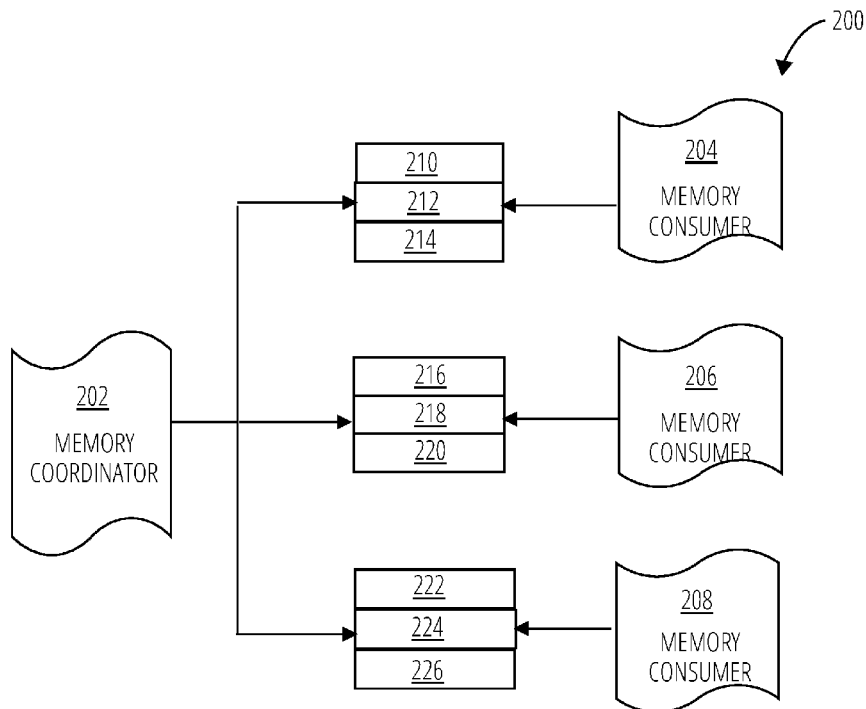 200
210
212
214
204
MEMORY
CONSUMER
202
MEMORY
COORDINATOR
216
218
220
206
MEMORY
CONSUMER
222
224
226
208
MEMORY
CONSUMER